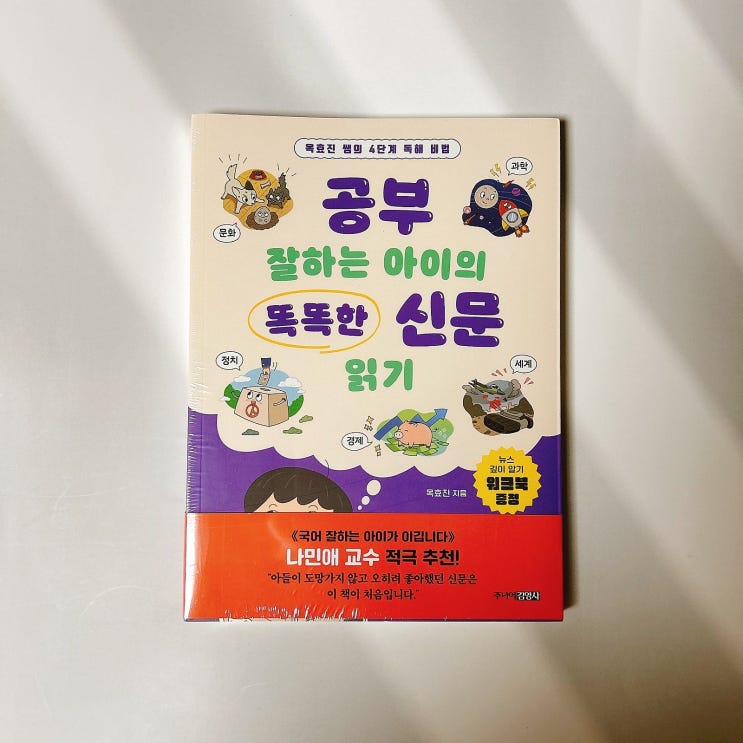 목효진 쌤의 4단계 독해 비법
과학
문화
공부
잘하는 아이의
똑똑한 신문
읽기
정치
세계
경제
뉴스
깊이 알기
워크북
증정
목효진 지음
《국어 잘하는 아이가 이깁니다》
나민애 교수 적극 추천!
"아들이 도망가지 않고 오히려 좋아했던 신문은
이 책이 처음입니다."
주니어김영사